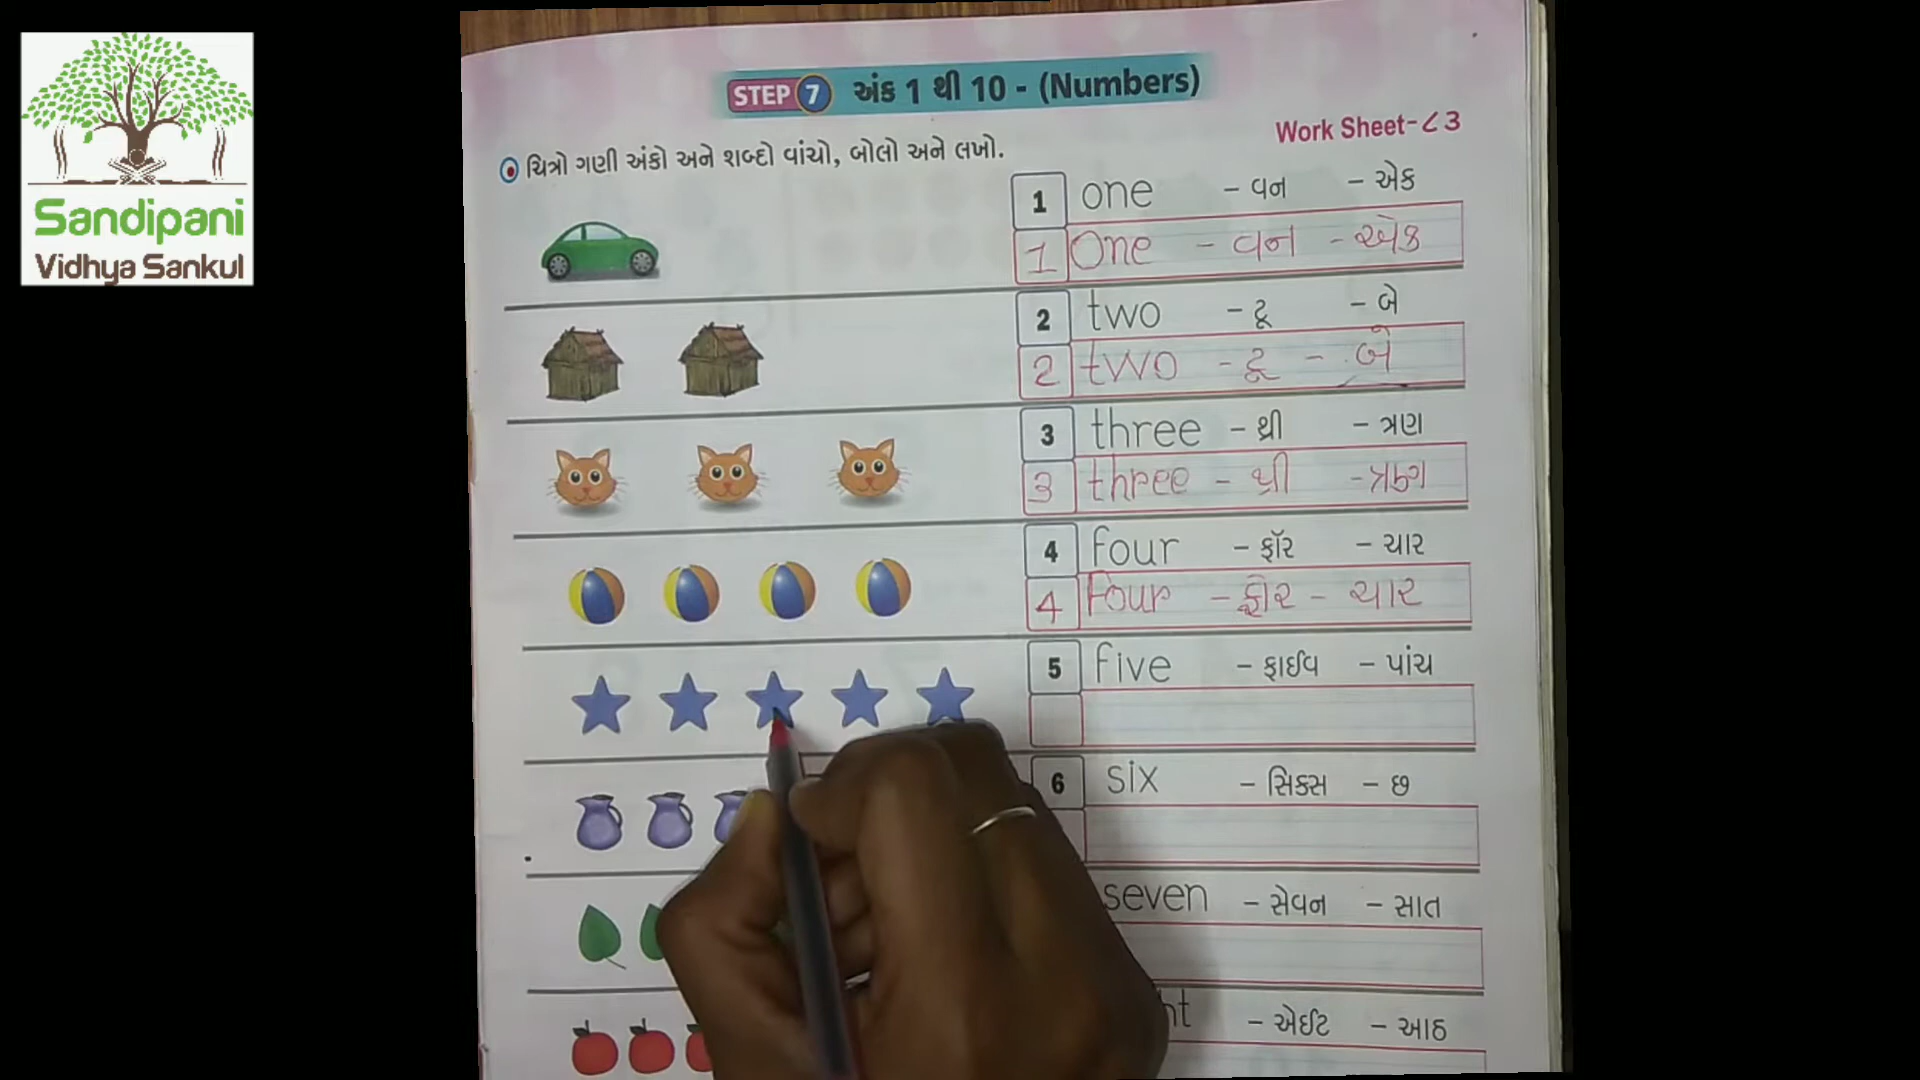 Sandipani
Vidhya Sankul
STEP 7 અંક 1 થી 10 - (Numbers)
Work Sheet-૮૩
ચિત્રો ગણી અંકો અને શબ્દો વાંચો, બોલો અને લખો.
1 one - વન - એક
1 One - વન - એક
2 two - ટૂ - બે
2 two - ટૂ - બે
3 three - થ્રી - ત્રણ
3 three - થ્રી - ત્રણ
4 four - ફૉર - ચાર
4 Four - ફોર - ચાર
5 five - ફાઈવ - પાંચ
6 six - સિક્સ - છ
seven - સેવન - સાત
ht - એઈટ - આઠ